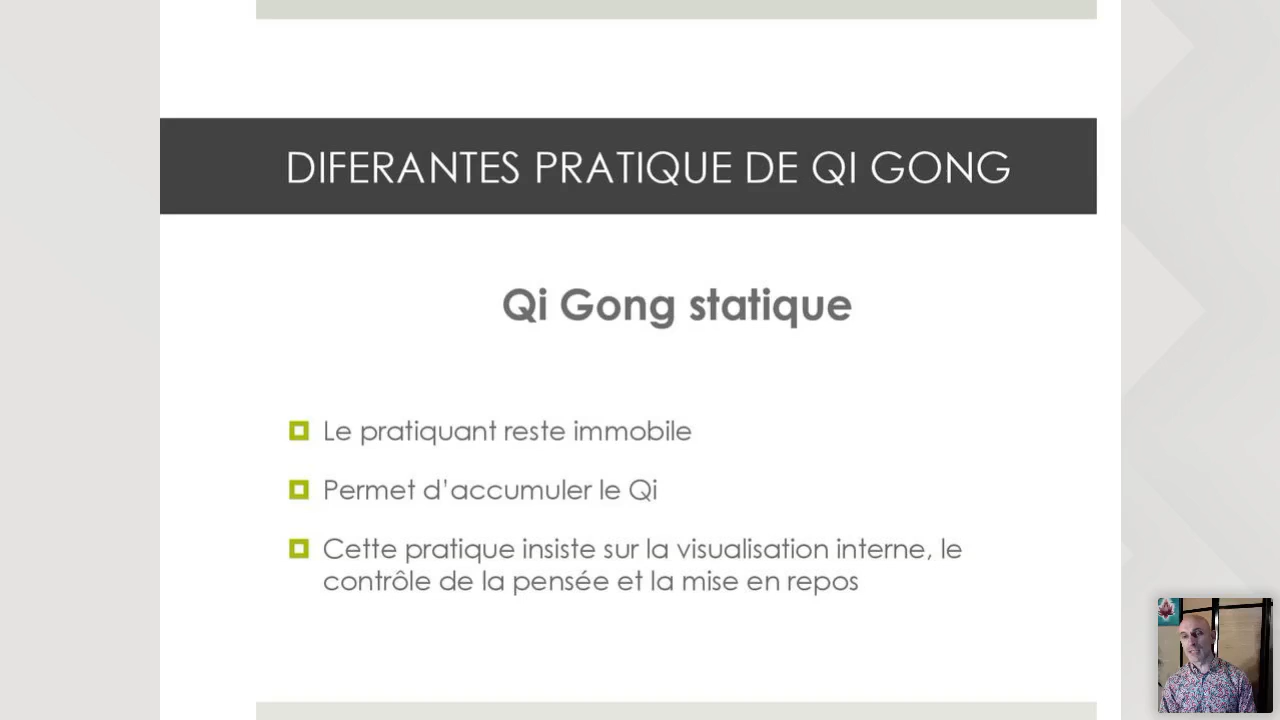 DIFERANTES PRATIQUE DE QI GONG
Qi Gong statique
Le pratiquant reste immobile
Permet d'accumuler le Qi
Cette pratique insiste sur la visualisation interne, le
contrôle de la pensée et la mise en repos